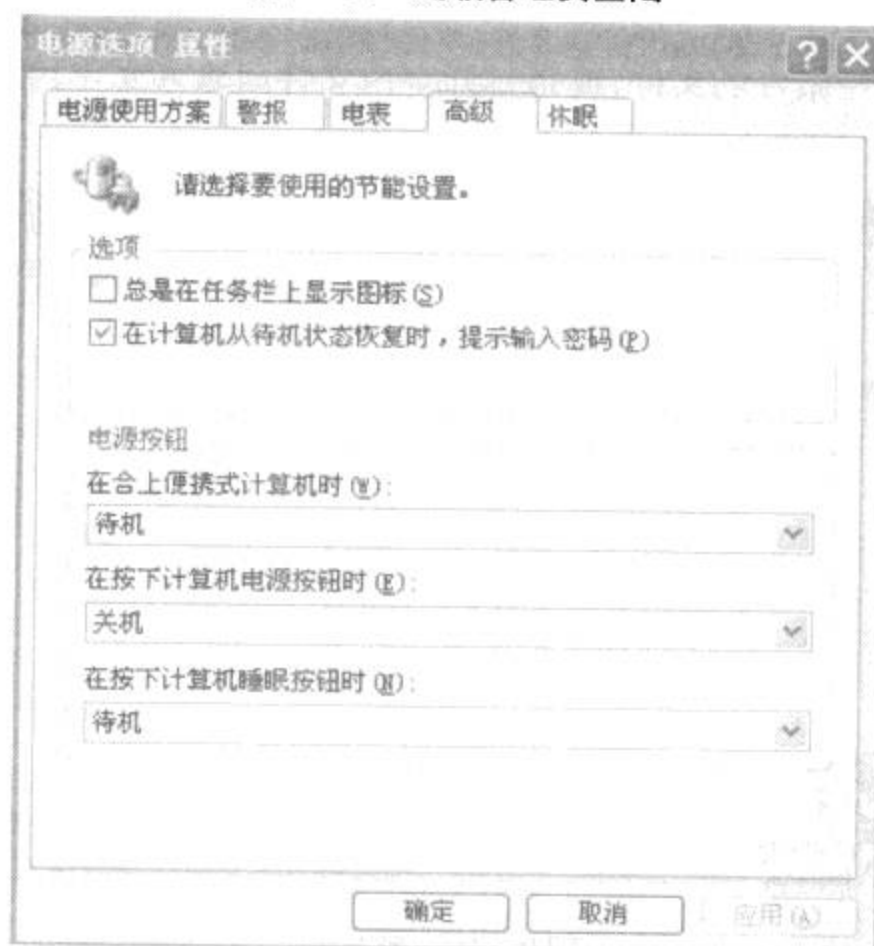 电源选项 属性
电源使用方案 警报 电表 高级 休眠
请选择要使用的节能设置。
选项
总是在任务栏上显示图标(S)
在计算机从待机状态恢复时，提示输入密码(P)
电源按钮
在合上便携式计算机时(W):
待机
在按下计算机电源按钮时(E):
关机
在按下计算机睡眠按钮时(N):
待机
确定 取消 应用(A)